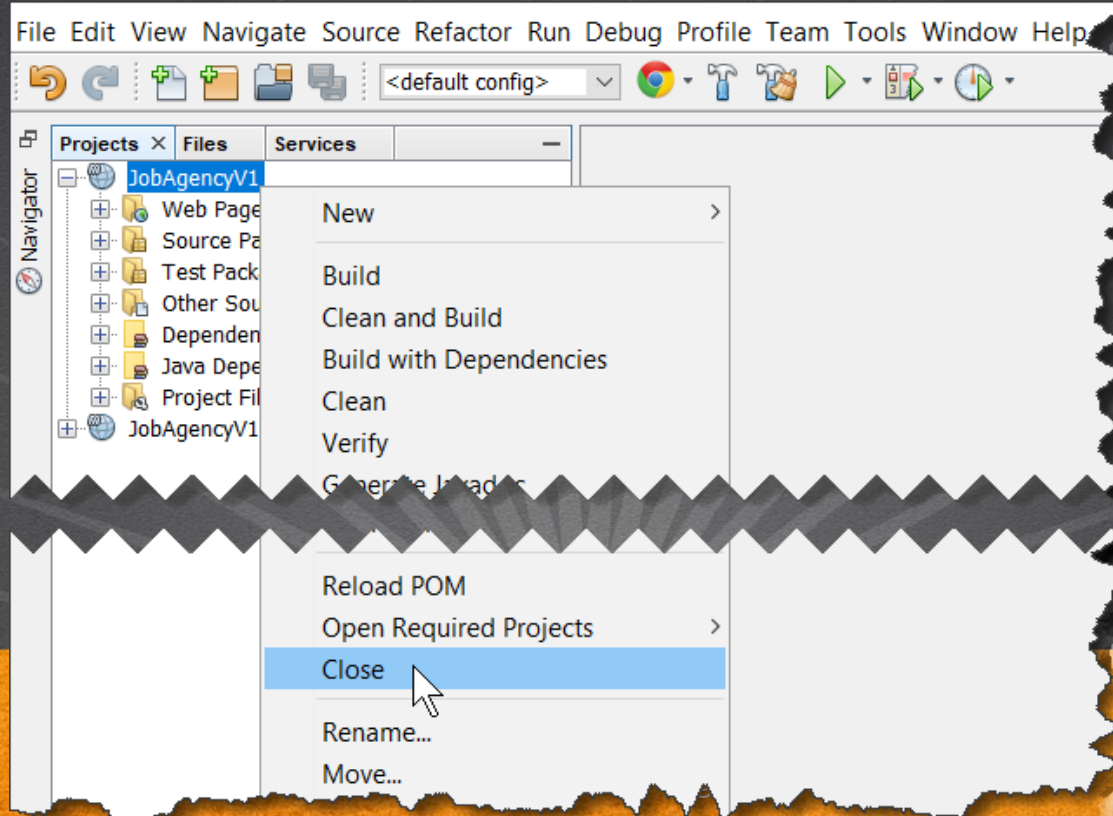 File Edit View Navigate Source Refactor Run Debug Profile Team Tools Window Help
<default config>
Projects Files Services
Navigator
JobAgencyV1
Web Page
Source Pa
Test Pack
Other Sou
Dependen
Java Depe
Project Fil
JobAgencyV1
New
Build
Clean and Build
Build with Dependencies
Clean
Verify
Generate Javadoc
Reload POM
Open Required Projects
Close
Rename...
Move...